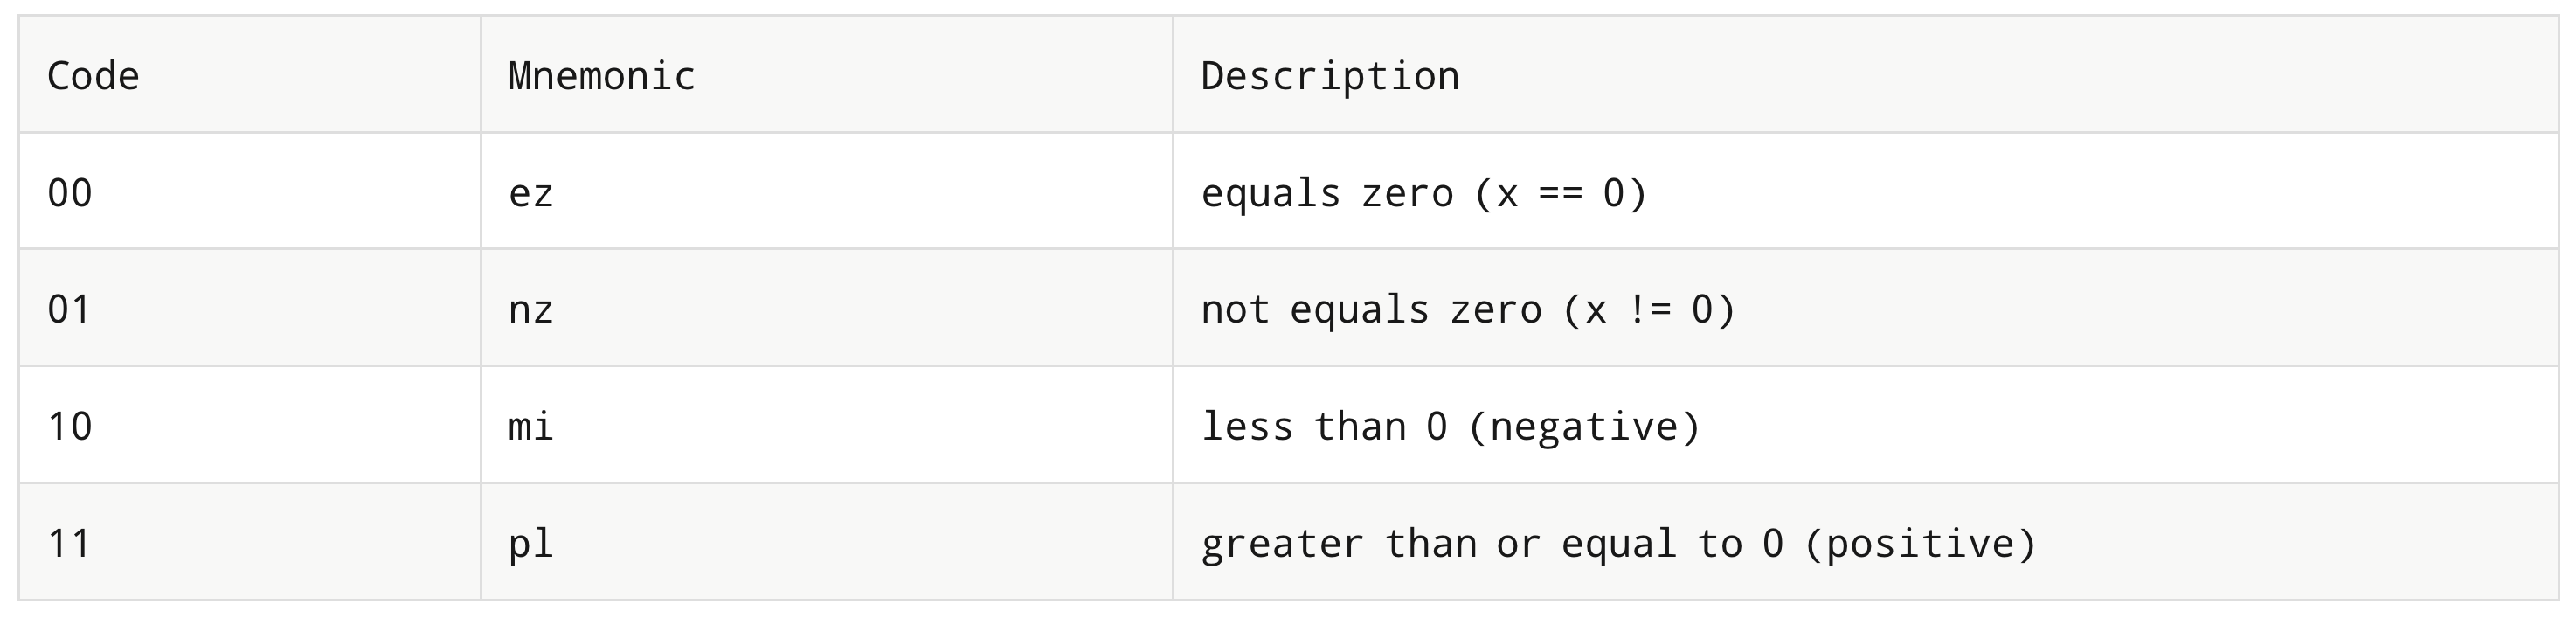 Code Mnemonic Description
00 ez equals zero (x == 0)
01 nz not equals zero (x != 0)
10 mi less than 0 (negative)
11 pl greater than or equal to 0 (positive)